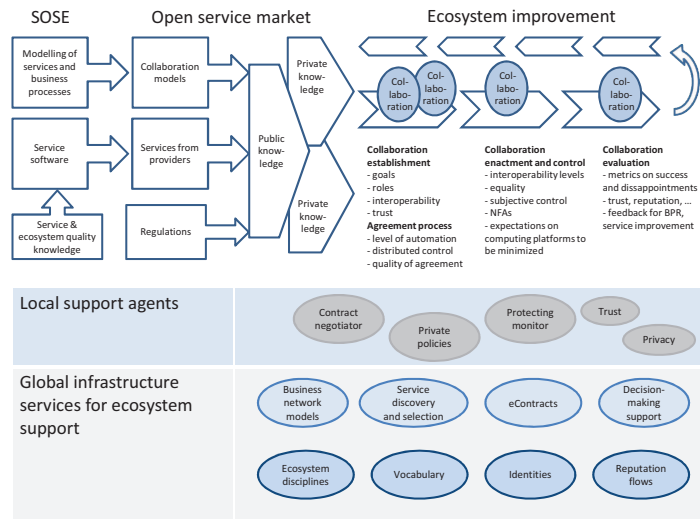 SOSE
Open service market
Ecosystem improvement
Modelling of
services and
business
processes
Collaboration
models
Private
know-
ledge
Service
software
Services from
providers
Public
know-
ledge
Service &
ecosystem quality
knowledge
Regulations
Private
know-
ledge
Col-
llabo-
ration
Col-
llabo-
ration
Col-
llabo-
ration
Col-
llabo-
ration
Collaboration
establishment
- goals
- roles
- interoperability
- trust
Agreement process
- level of automation
- distributed control
- quality of agreement
Collaboration
enactment and control
- interoperability levels
- equality
- subjective control
- NFAs
- expectations on
computing platforms to
be minimized
Collaboration
evaluation
- metrics on success
and dissappointments
- trust, reputation, ...
- feedback for BPR,
service improvement
Local support agents
Contract
negotiator
Private
policies
Protecting
monitor
Trust
Privacy
Global infrastructure
services for ecosystem
support
Business
network
models
Service
discovery
and selection
eContracts
Decision-
making
support
Ecosystem
disciplines
Vocabulary
Identities
Reputation
flows